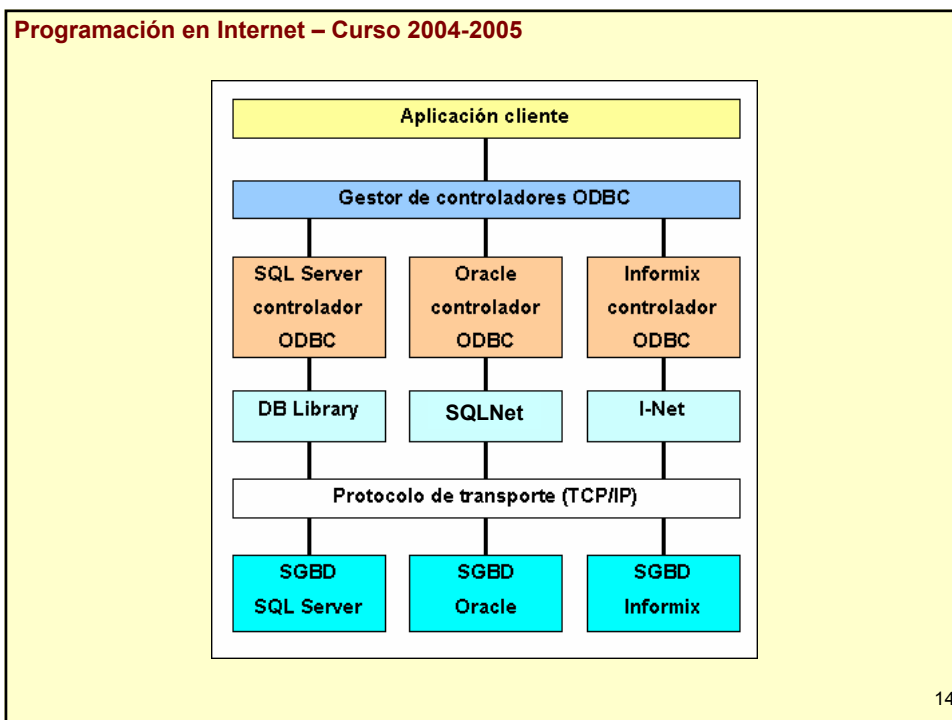 Programación en Internet – Curso 2004-2005
Aplicación cliente
Gestor de controladores ODBC
SQL Server
controlador
ODBC
Oracle
controlador
ODBC
Informix
controlador
ODBC
DB Library
SQLNet
I-Net
Protocolo de transporte (TCP/IP)
SGBD
SQL Server
SGBD
Oracle
SGBD
Informix
14